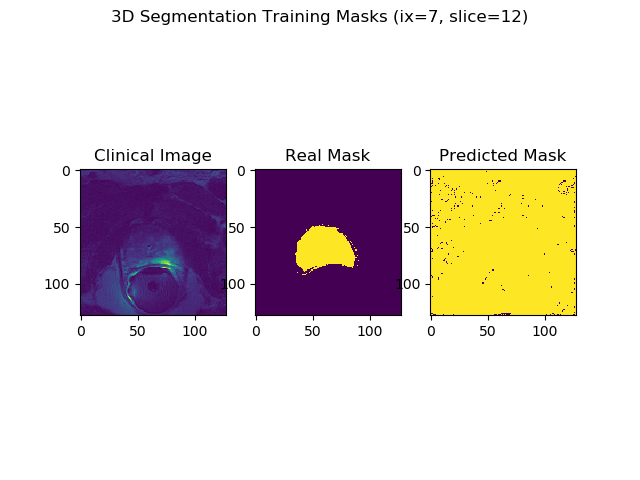 3D Segmentation Training Masks (ix=7, slice=12)
Clinical Image Real Mask Predicted Mask
0 0 0
50 50 50
100 100 100
0 50 100 0 50 100 0 50 100